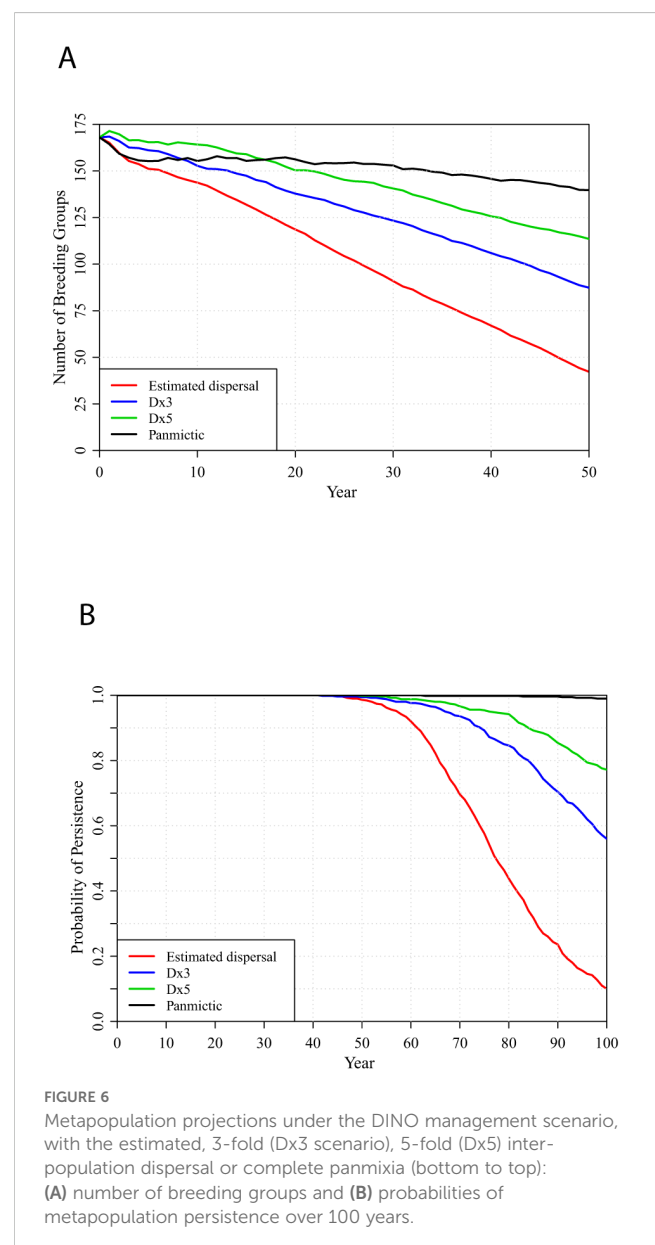 A
Number of Breeding Groups
175
150
125
100
75
50
25
0
Estimated dispersal
Dx3
Dx5
Panmictic
0 10 20 30 40 50
Year
B
Probability of Persistence
1.0
0.8
0.6
0.4
0.2
0.0
Estimated dispersal
Dx3
Dx5
Panmictic
0 10 20 30 30 40 50 60 70 80 90 100
Year
FIGURE 6
Metapopulation projections under the DINO management scenario,
with the estimated, 3-fold (Dx3 scenario), 5-fold (Dx5) inter-
population dispersal or complete panmixia (bottom to top):
(A) number of breeding groups and (B) probabilities of
metapopulation persistence over 100 years.